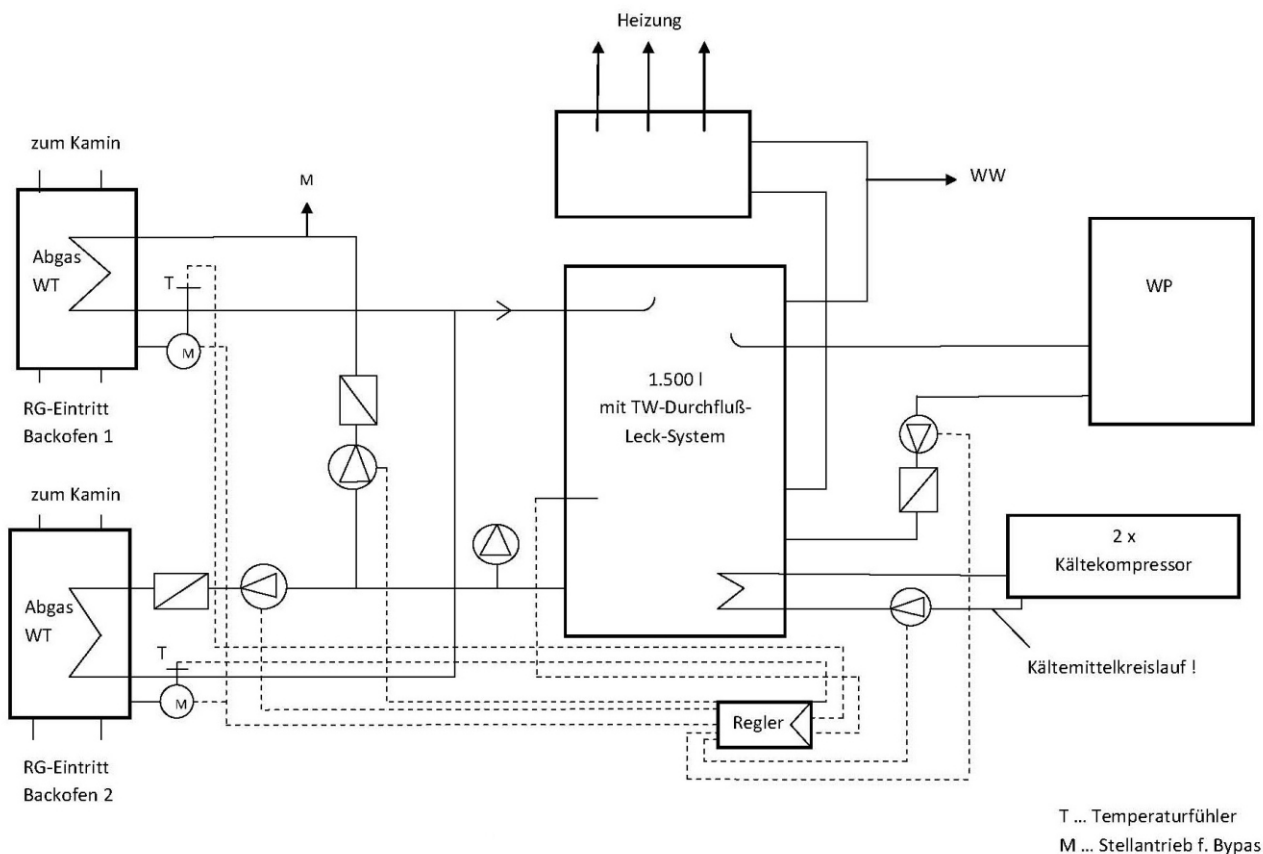 Heizung
zum Kamin
M
WW
Abgas
WT
T
M
WP
RG-Eintritt
Backofen 1
1.500 l
mit TW-Durchfluß-
Leck-System
zum Kamin
2 x
Kältekompressor
Abgas
WT
T
M
Kältemittelkreislauf !
Regler
RG-Eintritt
Backofen 2
T ... Temperaturfühler
M ... Stellantrieb f. Bypas